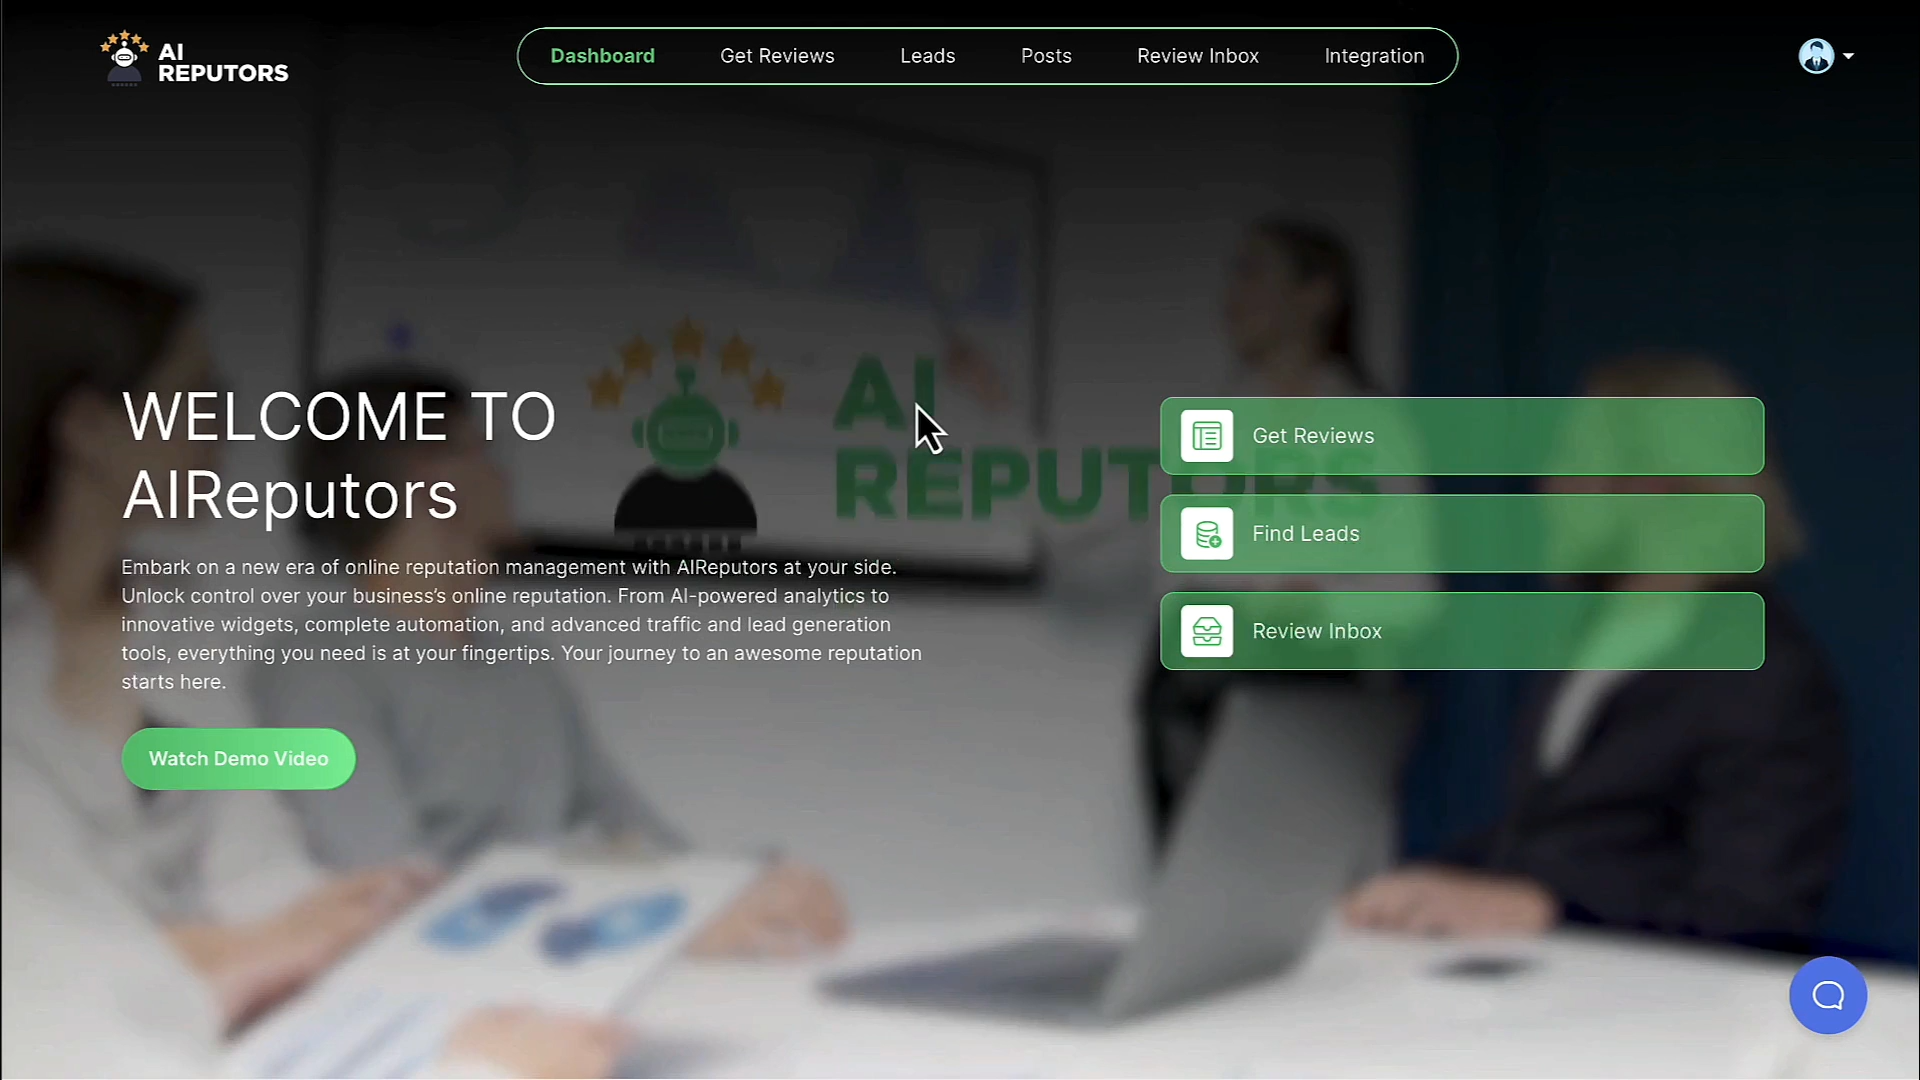 AI
REPUTORS
Dashboard
Get Reviews
Leads
Posts
Review Inbox
Integration
AI
REPUTORS
WELCOME TO
AIReputors
Embark on a new era of online reputation management with AIReputors at your side.
Unlock control over your business's online reputation. From AI-powered analytics to
innovative widgets, complete automation, and advanced traffic and lead generation
tools, everything you need is at your fingertips. Your journey to an awesome reputation
starts here.
Watch Demo Video
Get Reviews
Find Leads
Review Inbox